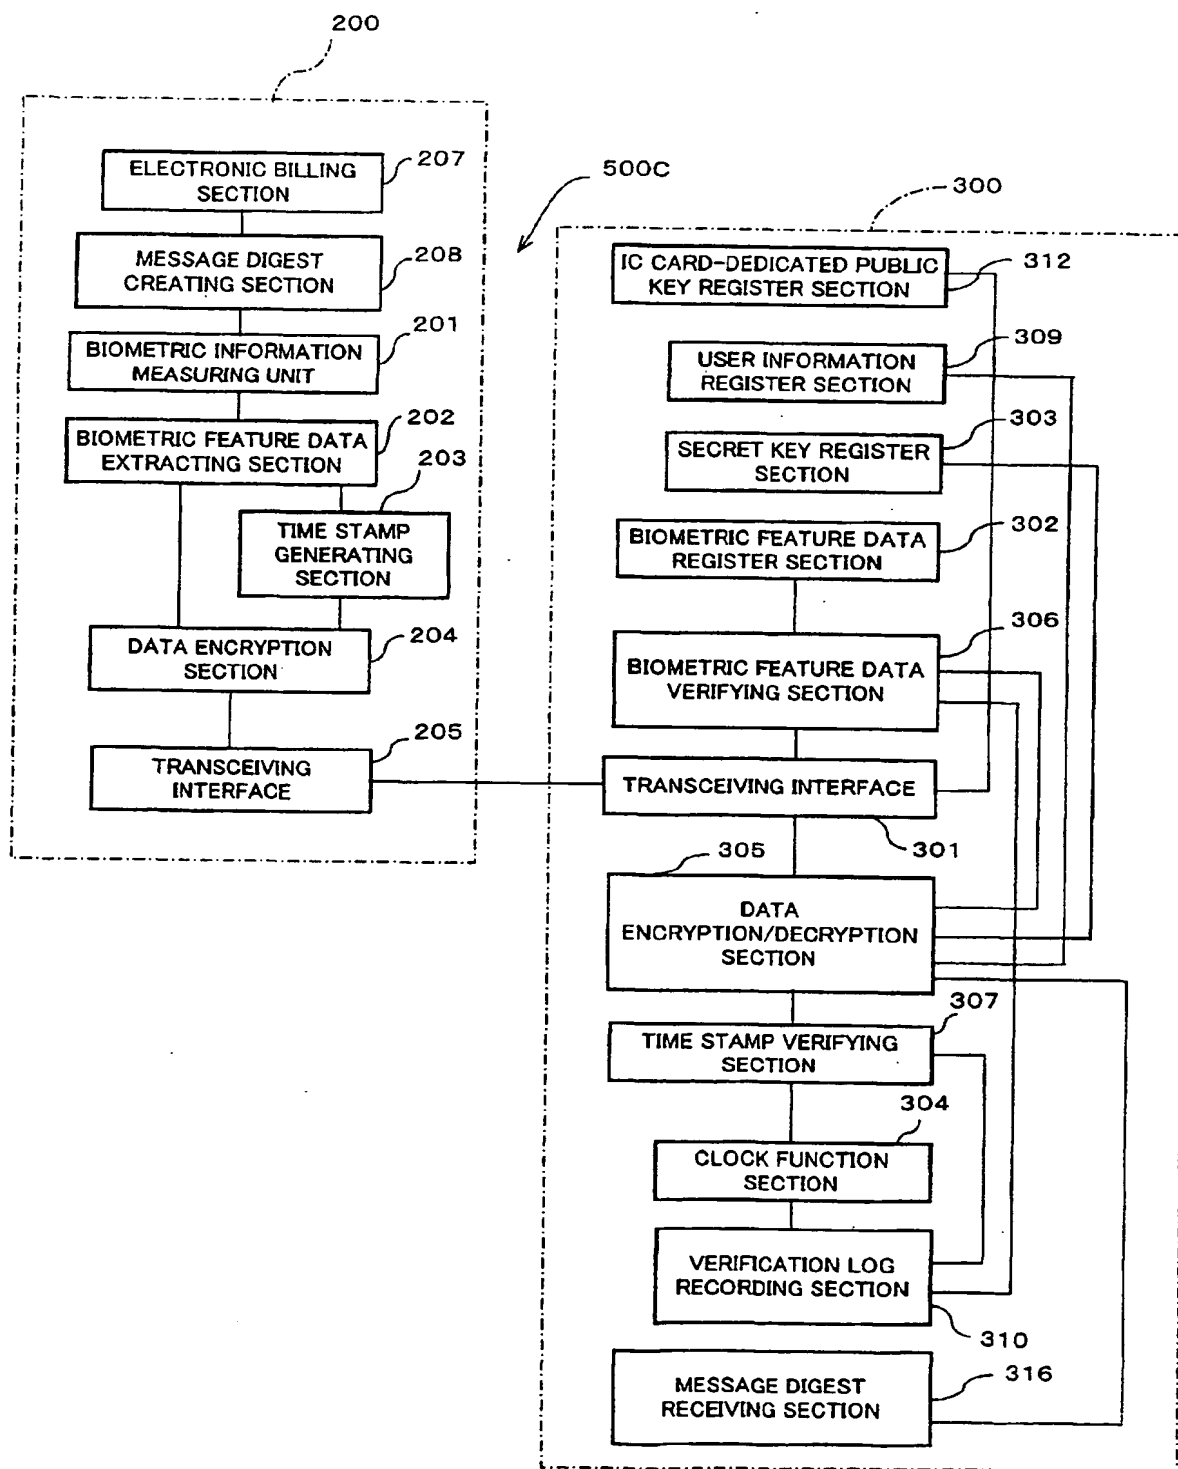 200
ELECTRONIC BILLING
SECTION
207
MESSAGE DIGEST
CREATING SECTION
208
BIOMETRIC INFORMATION
MEASURING UNIT
201
BIOMETRIC FEATURE DATA
EXTRACTING SECTION
202
203
TIME STAMP
GENERATING
SECTION
DATA ENCRYPTION
SECTION
204
TRANSCEIVING
INTERFACE
205
500C
300
IC CARD-DEDICATED PUBLIC
KEY REGISTER SECTION
312
USER INFORMATION
REGISTER SECTION
309
SECRET KEY REGISTER
SECTION
303
BIOMETRIC FEATURE DATA
REGISTER SECTION
302
BIOMETRIC FEATURE DATA
VERIFYING SECTION
306
TRANSCEIVING INTERFACE
301
305
DATA
ENCRYPTION/DECRYPTION
SECTION
307
TIME STAMP VERIFYING
SECTION
304
CLOCK FUNCTION
SECTION
VERIFICATION LOG
RECORDING SECTION
310
MESSAGE DIGEST
RECEIVING SECTION
316